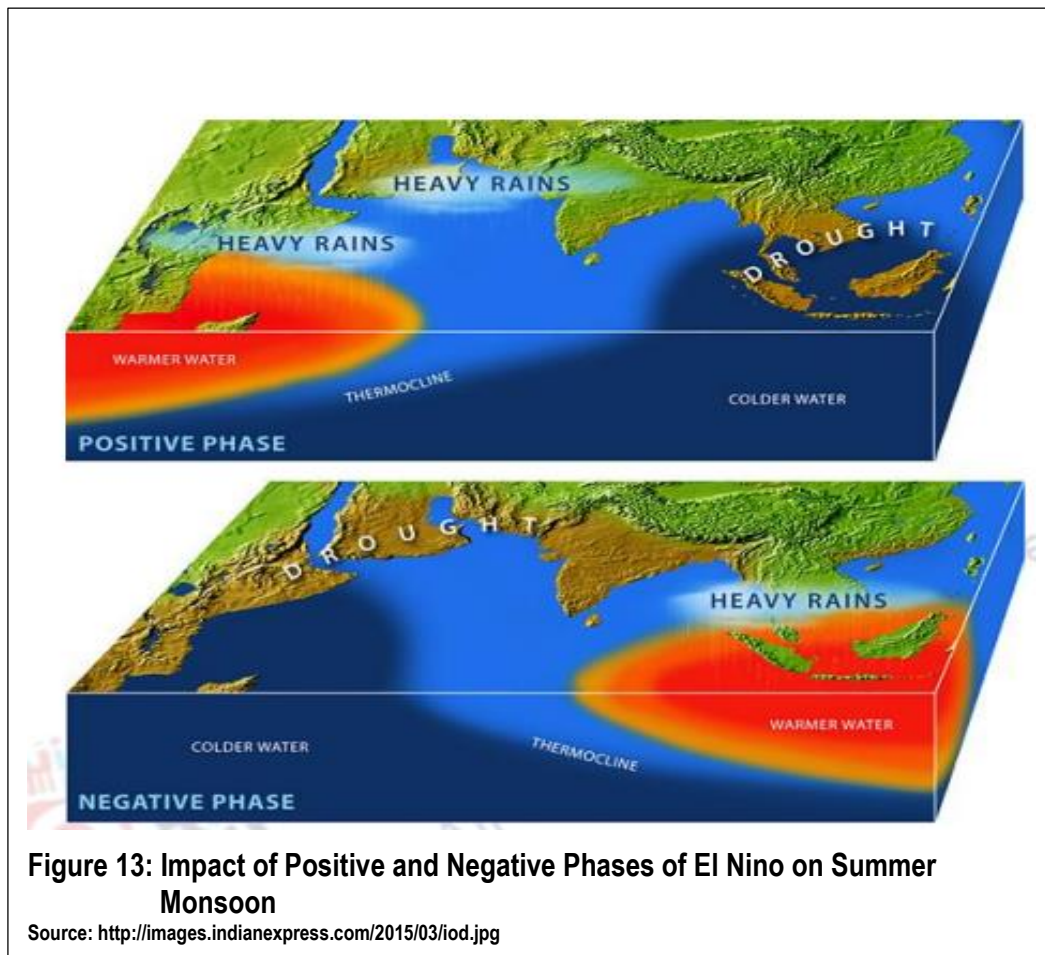 HEAVY RAINS
HEAVY RAINS
DROUGHT
WARMER WATER
THERMOCLINE
COLDER WATER
POSITIVE PHASE
DROUGHT
HEAVY RAINS
WARMER WATER
COLDER WATER
THERMOCLINE
NEGATIVE PHASE
Figure 13: Impact of Positive and Negative Phases of El Nino on Summer
Monsoon
Source: http://images.indianexpress.com/2015/03/iod.jpg